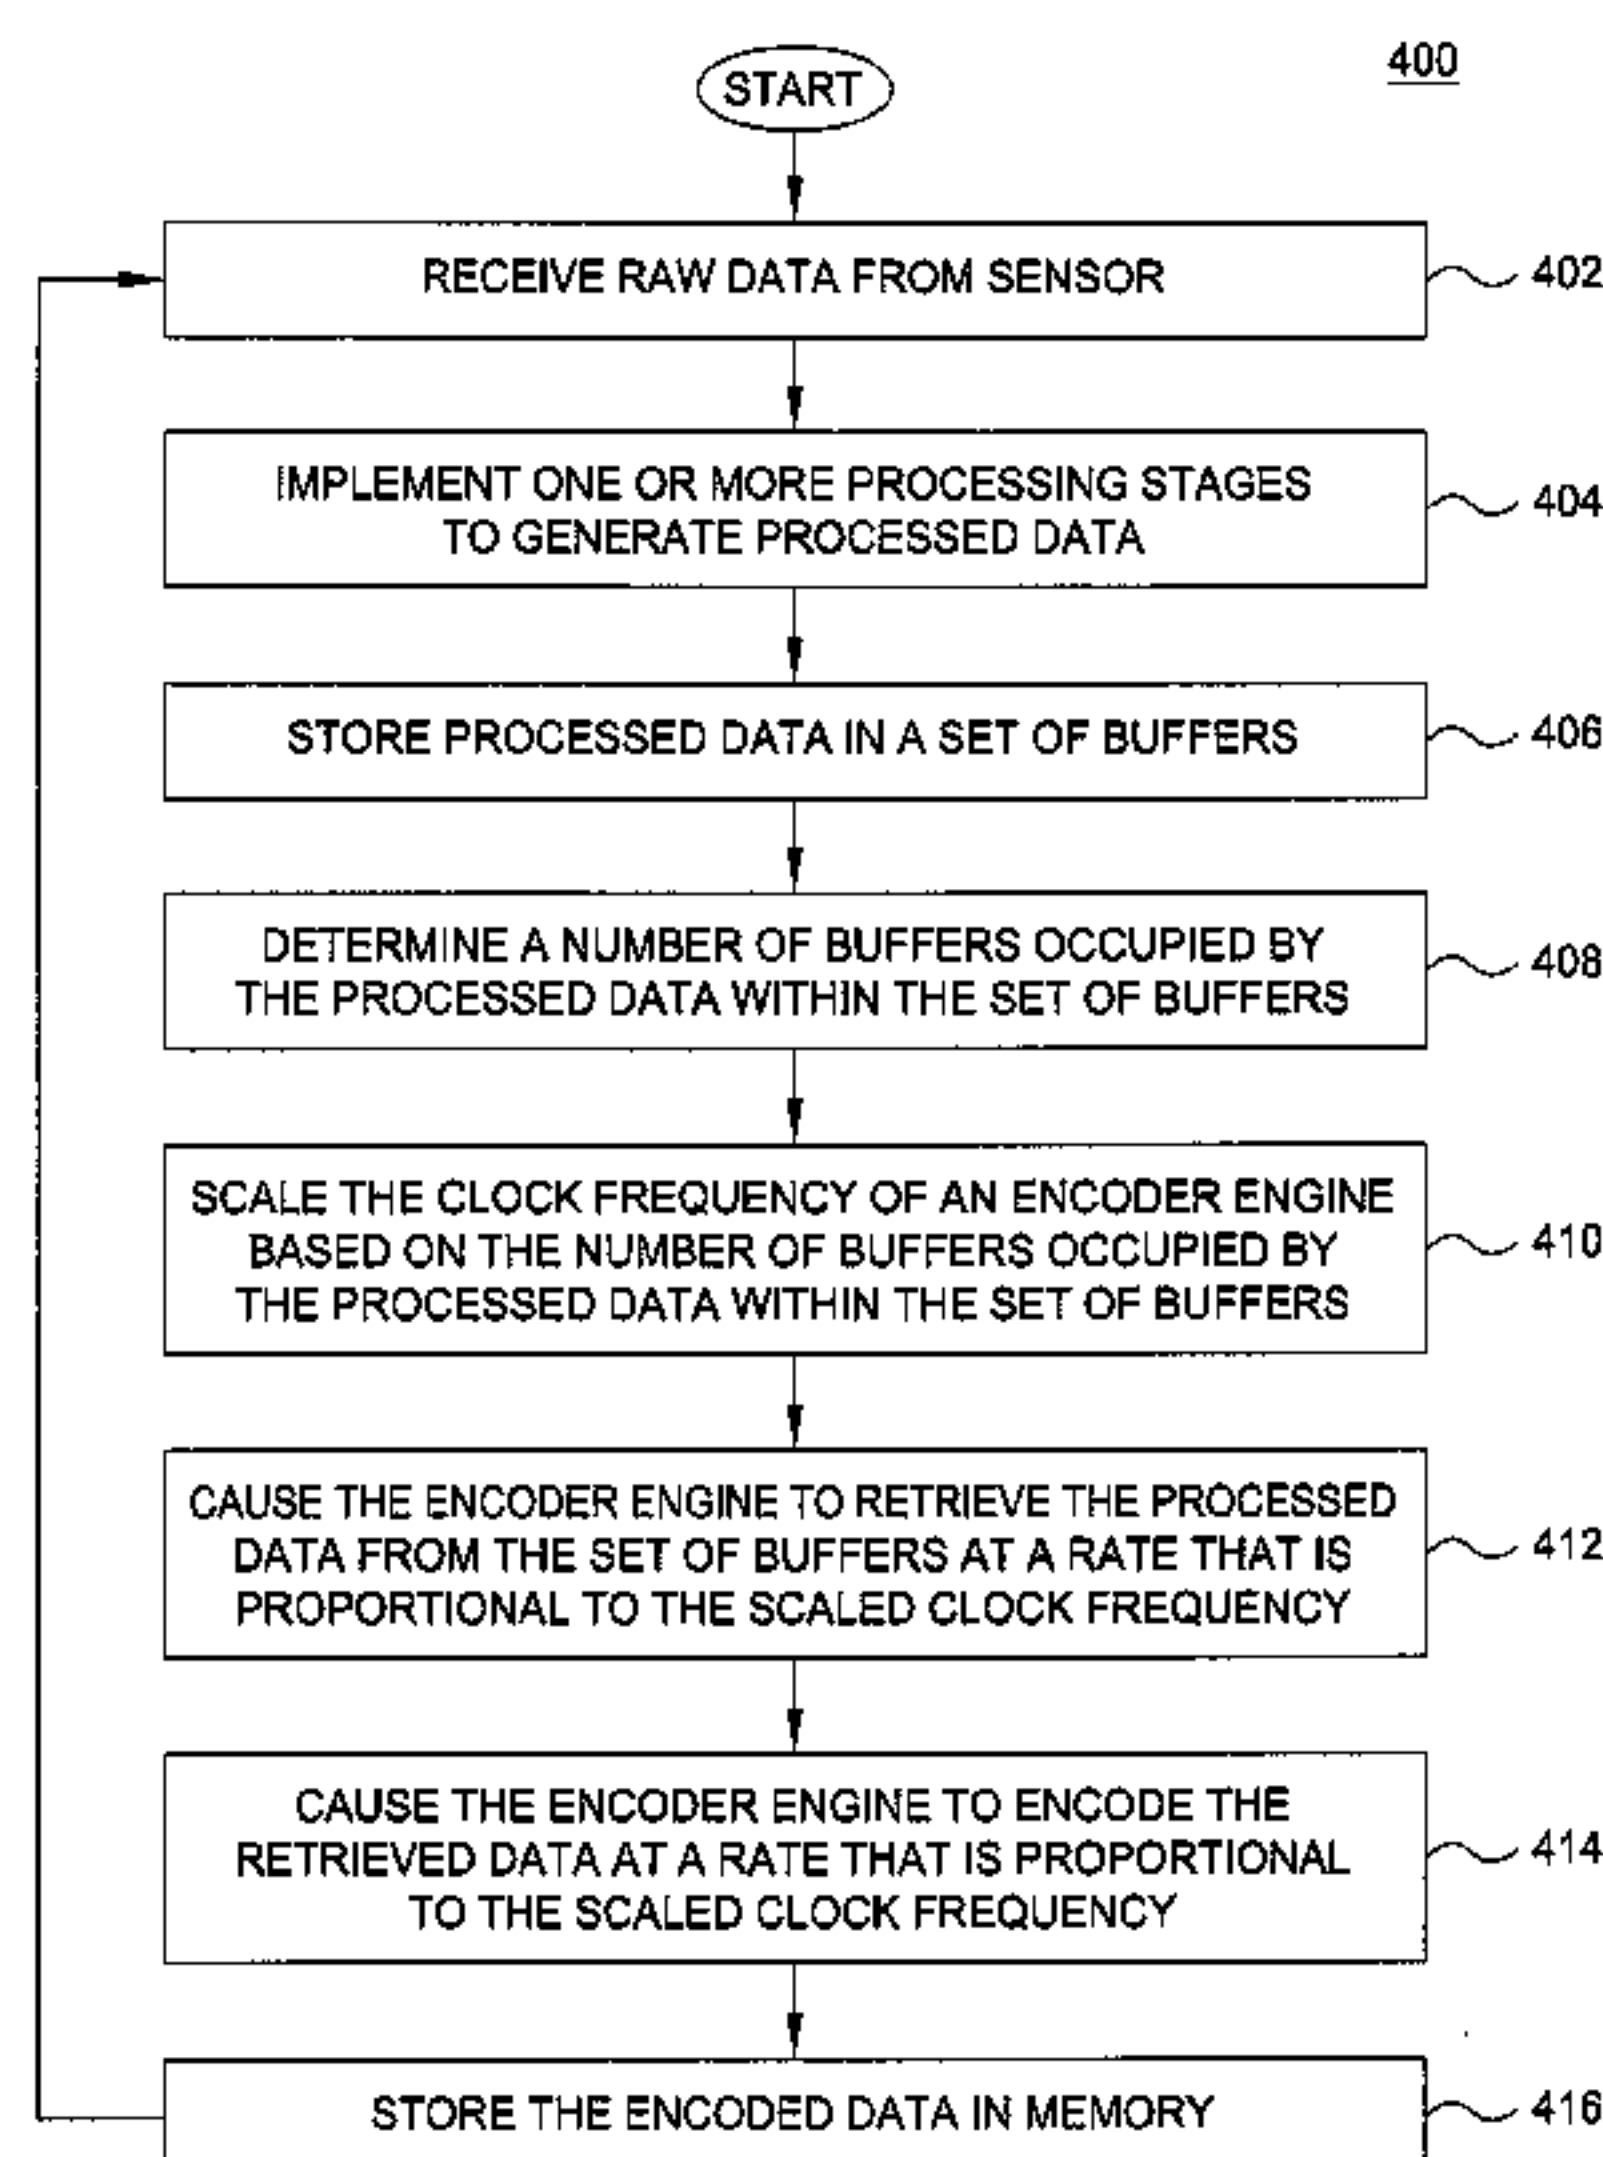 400
START
RECEIVE RAW DATA FROM SENSOR
402
IMPLEMENT ONE OR MORE PROCESSING STAGES
TO GENERATE PROCESSED DATA
404
STORE PROCESSED DATA IN A SET OF BUFFERS
406
DETERMINE A NUMBER OF BUFFERS OCCUPIED BY
THE PROCESSED DATA WITHIN THE SET OF BUFFERS
408
SCALE THE CLOCK FREQUENCY OF AN ENCODER ENGINE
BASED ON THE NUMBER OF BUFFERS OCCUPIED BY
THE PROCESSED DATA WITHIN THE SET OF BUFFERS
410
CAUSE THE ENCODER ENGINE TO RETRIEVE THE PROCESSED
DATA FROM THE SET OF BUFFERS AT A RATE THAT IS
PROPORTIONAL TO THE SCALED CLOCK FREQUENCY
412
CAUSE THE ENCODER ENGINE TO ENCODE THE
RETRIEVED DATA AT A RATE THAT IS PROPORTIONAL
TO THE SCALED CLOCK FREQUENCY
414
STORE THE ENCODED DATA IN MEMORY
416